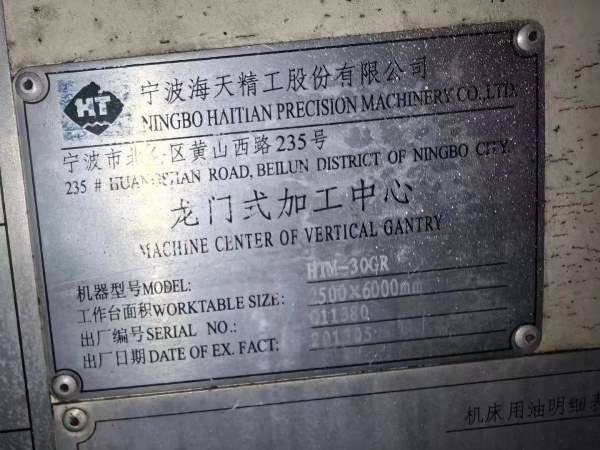 HT
宁波海天精工股份有限公司
NINGBO HAITIAN PRECISION MACHINERY CO. LTD.
宁波市北仑区黄山西路235号
235 # HUANGSHAN ROAD, BEILUN DISTRICT OF NINGBO CITY
龙门式加工中心
MACHINE CENTER OF VERTICAL GANTRY
机器型号MODEL: HTM-30GR
工作台面积WORKTABLE SIZE: 2500×6000mm
出厂编号SERIAL NO.: 011380
出厂日期DATE OF EX. FACT: 201305
机床用油明细表